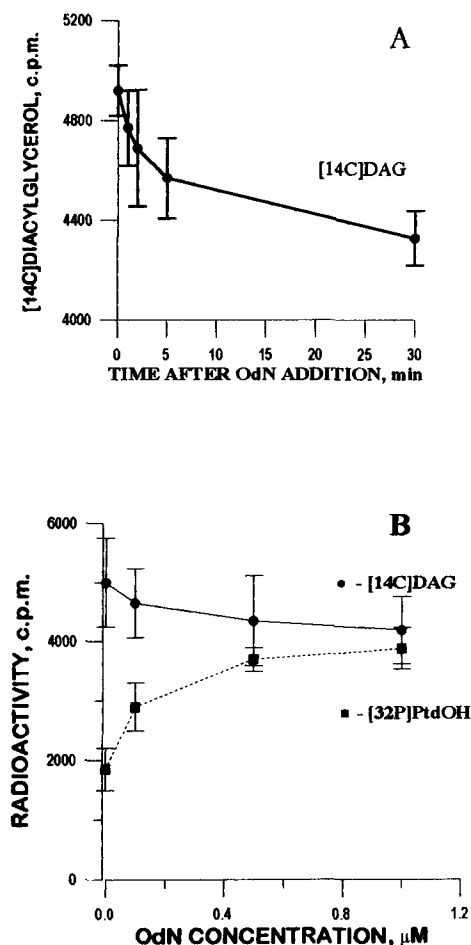 A
[14C]DIACYLGLYCEROL, c.p.m.
5200
4800
4400
4000
[14C]DAG
0 5 10 15 20 25 30
TIME AFTER OdN ADDITION, min
B
RADIOACTIVITY, c.p.m.
6000
4000
2000
0
- [14C]DAG
- [32P]PtdOH
0.0 0.4 0.8 1.2
OdN CONCENTRATION, μM